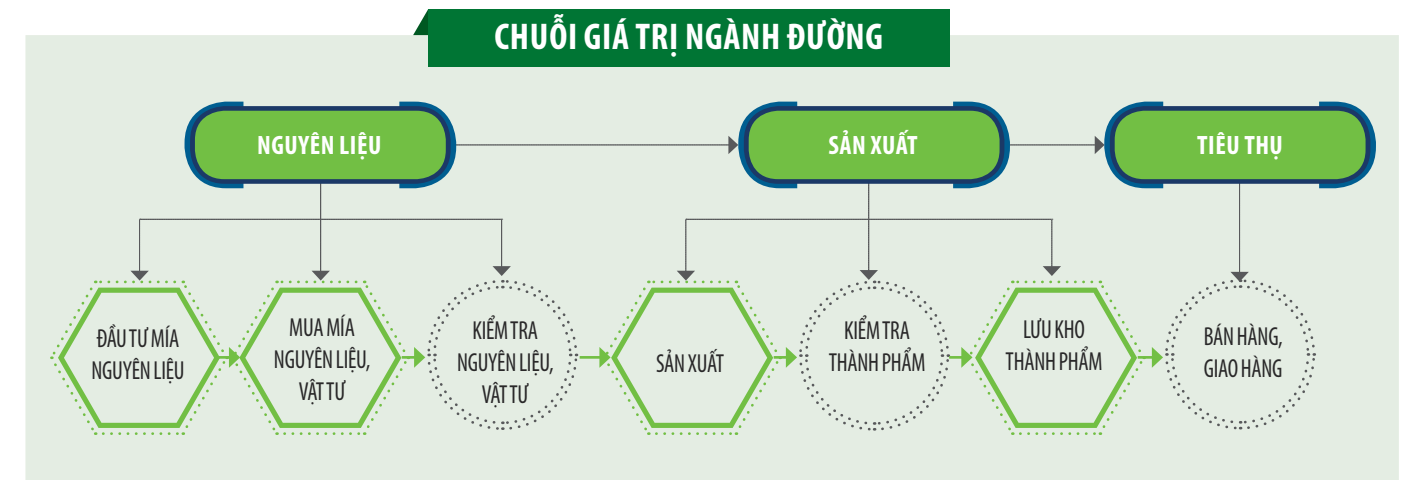 CHUỖI GIÁ TRỊ NGÀNH ĐƯỜNG
NGUYÊN LIỆU
SẢN XUẤT
TIÊU THỤ
ĐẦU TƯ MÍA
NGUYÊN LIỆU
MUA MÍA
NGUYÊN LIỆU,
VẬT TƯ
KIỂM TRA
NGUYÊN LIỆU,
VẬT TƯ
SẢN XUẤT
KIỂM TRA
THÀNH PHẨM
LƯU KHO
THÀNH PHẨM
BÁN HÀNG,
GIAO HÀNG